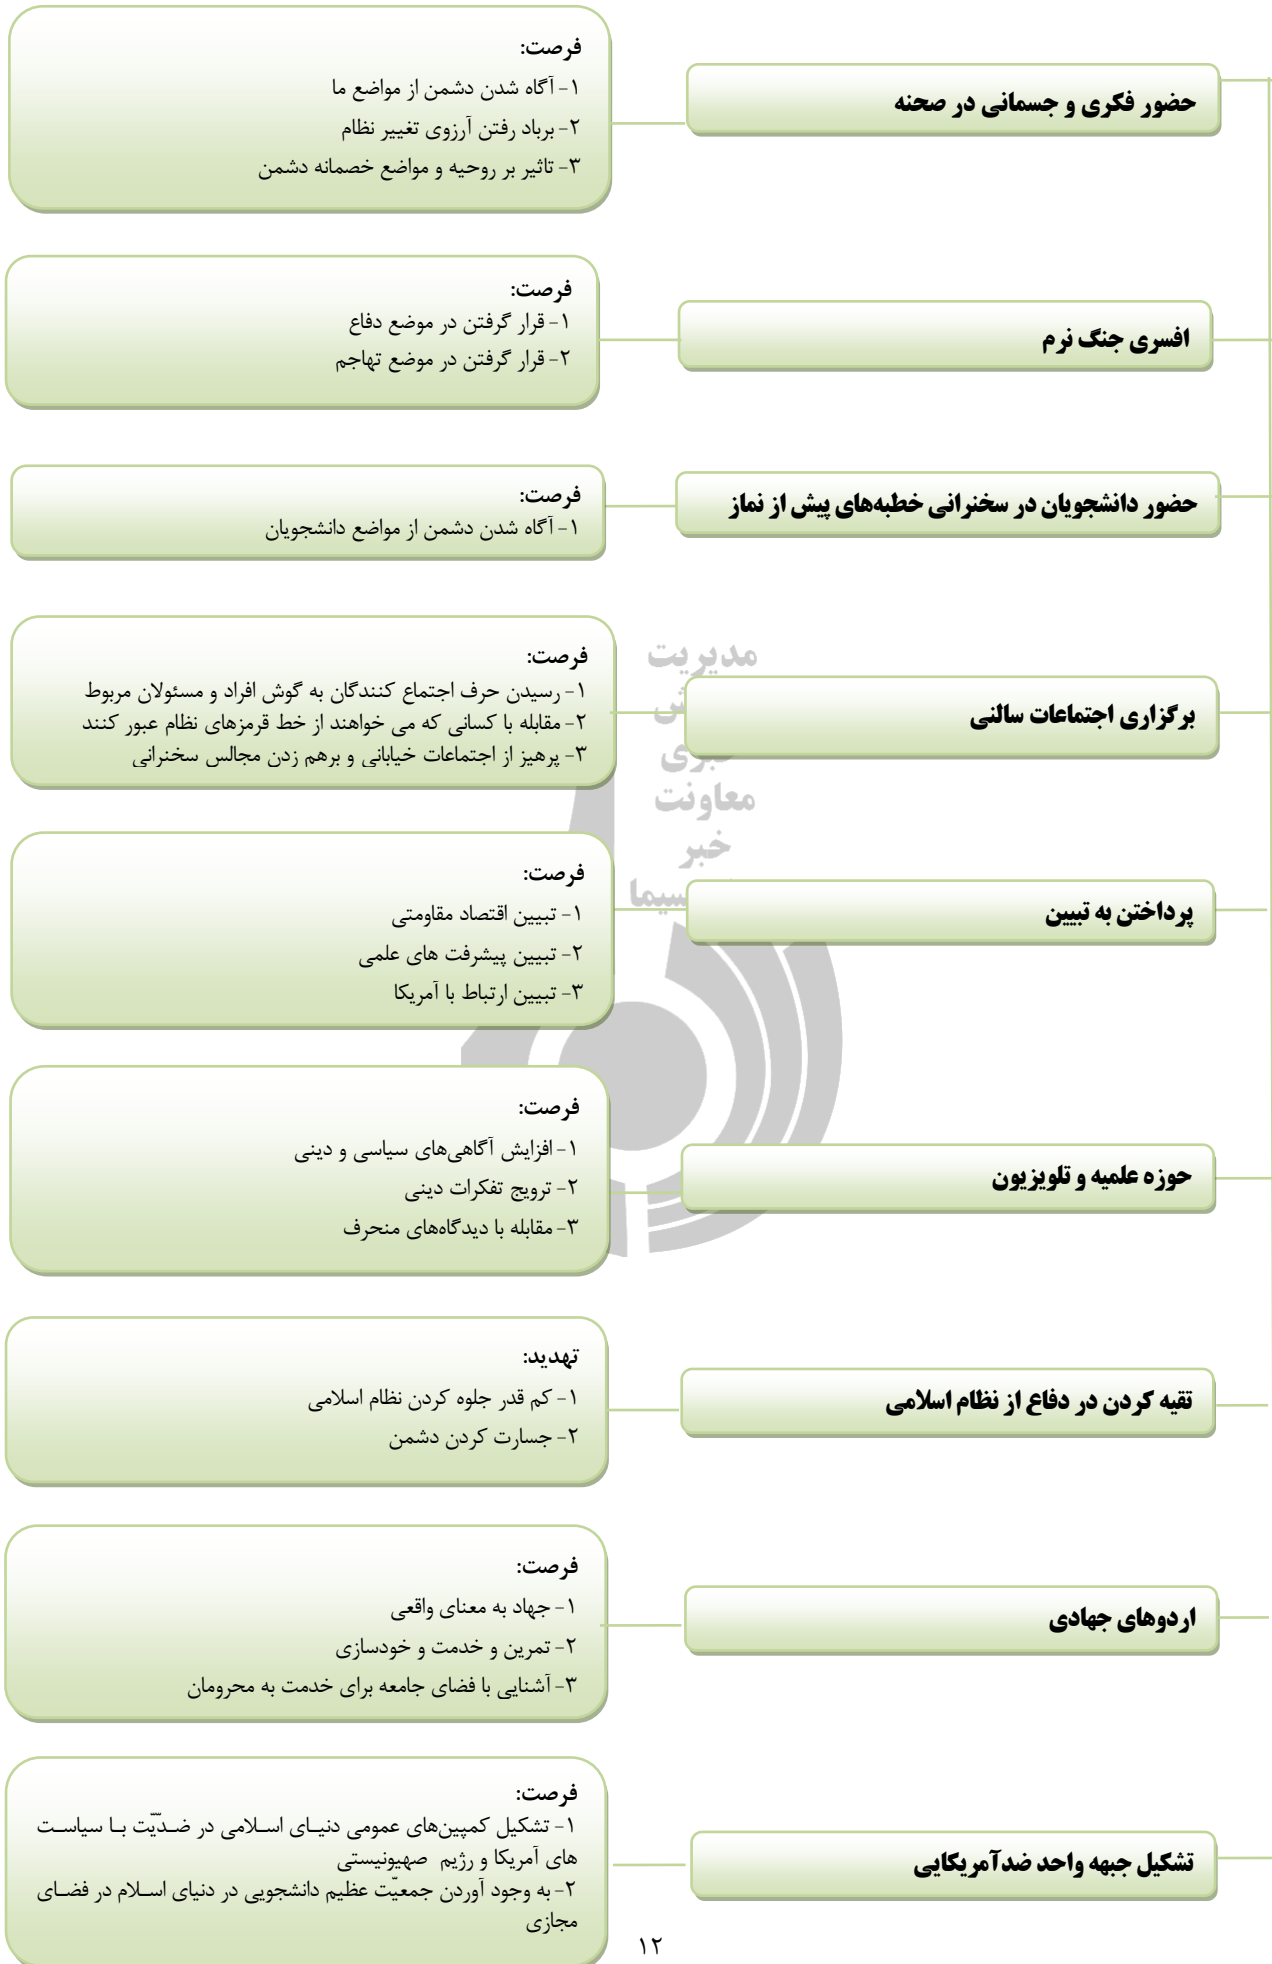 حضور فکری و جسمانی در صحنه
فرصت:
۱- آگاه شدن دشمن از مواضع ما
۲- برباد رفتن آرزوی تغییر نظام
۳- تاثیر بر روحیه و مواضع خصمانه دشمن
افسری جنگ نرم
فرصت:
۱- قرار گرفتن در موضع دفاع
۲- قرار گرفتن در موضع تهاجم
حضور دانشجویان در سخنرانی خطبه‌های پیش از نماز
فرصت:
۱- آگاه شدن دشمن از مواضع دانشجویان
مدیریت
برگزاری اجتماعات سالنی
فرصت:
۱- رسیدن حرف اجتماع کنندگان به گوش افراد و مسئولان مربوط
۲- مقابله با کسانی که می خواهند از خط قرمزهای نظام عبور کنند
۳- پرهیز از اجتماعات خیابانی و برهم زدن مجالس سخنرانی
معاونت
خبر
سیما
پرداختن به تبیین
فرصت:
۱- تبیین اقتصاد مقاومتی
۲- تبیین پیشرفت های علمی
۳- تبیین ارتباط با آمریکا
حوزه علمیه و تلویزیون
فرصت:
۱- افزایش آگاهی‌های سیاسی و دینی
۲- ترویج تفکرات دینی
۳- مقابله با دیدگاه‌های منحرف
تقیه کردن در دفاع از نظام اسلامی
تهدید:
۱- کم قدر جلوه کردن نظام اسلامی
۲- جسارت کردن دشمن
اردوهای جهادی
فرصت:
۱- جهاد به معنای واقعی
۲- تمرین و خدمت و خودسازی
۳- آشنایی با فضای جامعه برای خدمت به محرومان
تشکیل جبهه واحد ضدآمریکایی
فرصت:
۱- تشکیل کمپین‌های عمومی دنیـای اسـلامی در ضـدّیّت بـا سیاسـت
های آمریکا و رژیم صهیونیستی
۲- به وجود آوردن جمعیّت عظیم دانشجویی در دنیای اسـلام در فضـای
مجازی
۱۲